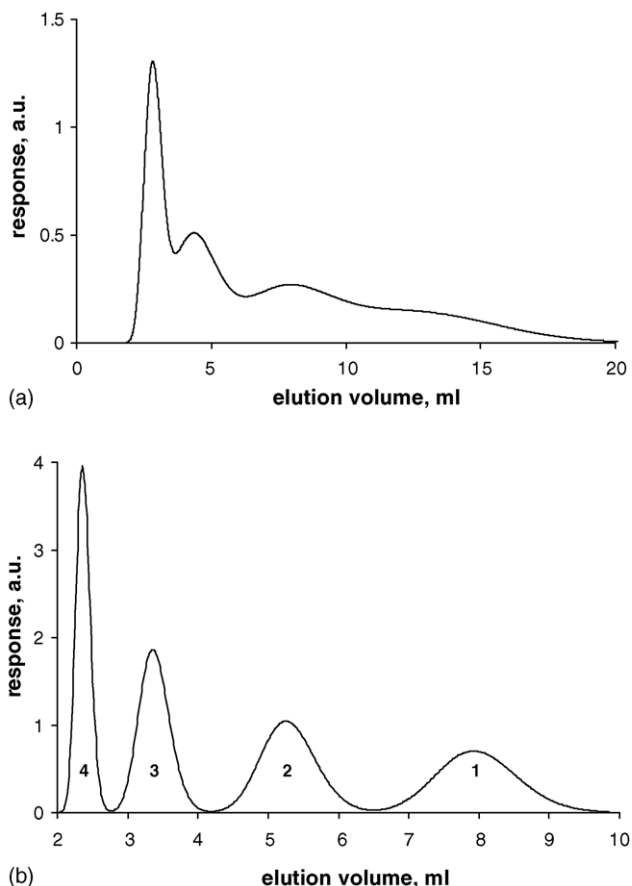 1.5
1
0.5
0
response, a.u.
0 5 10 15 20
elution volume, ml
(a)
4
3
2
1
0
response, a.u.
4 3 2 1
2 3 4 5 6 7 8 9 10
elution volume, ml
(b)